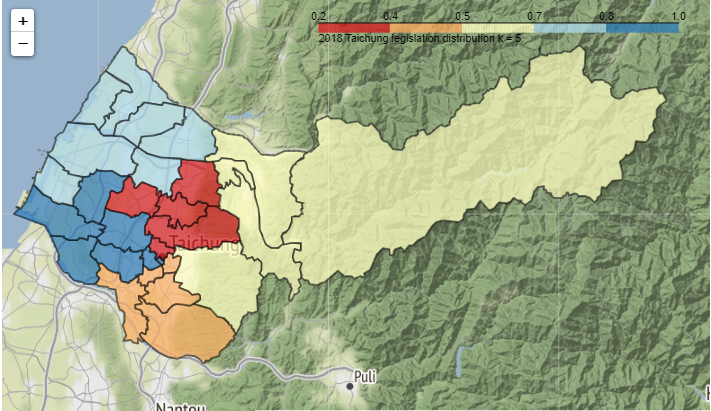 +
−
0.2 0.4 0.5 0.7 0.8 1.0
2018 Taichung legislation distribution k = 5
Taichung
Puli
Nantou